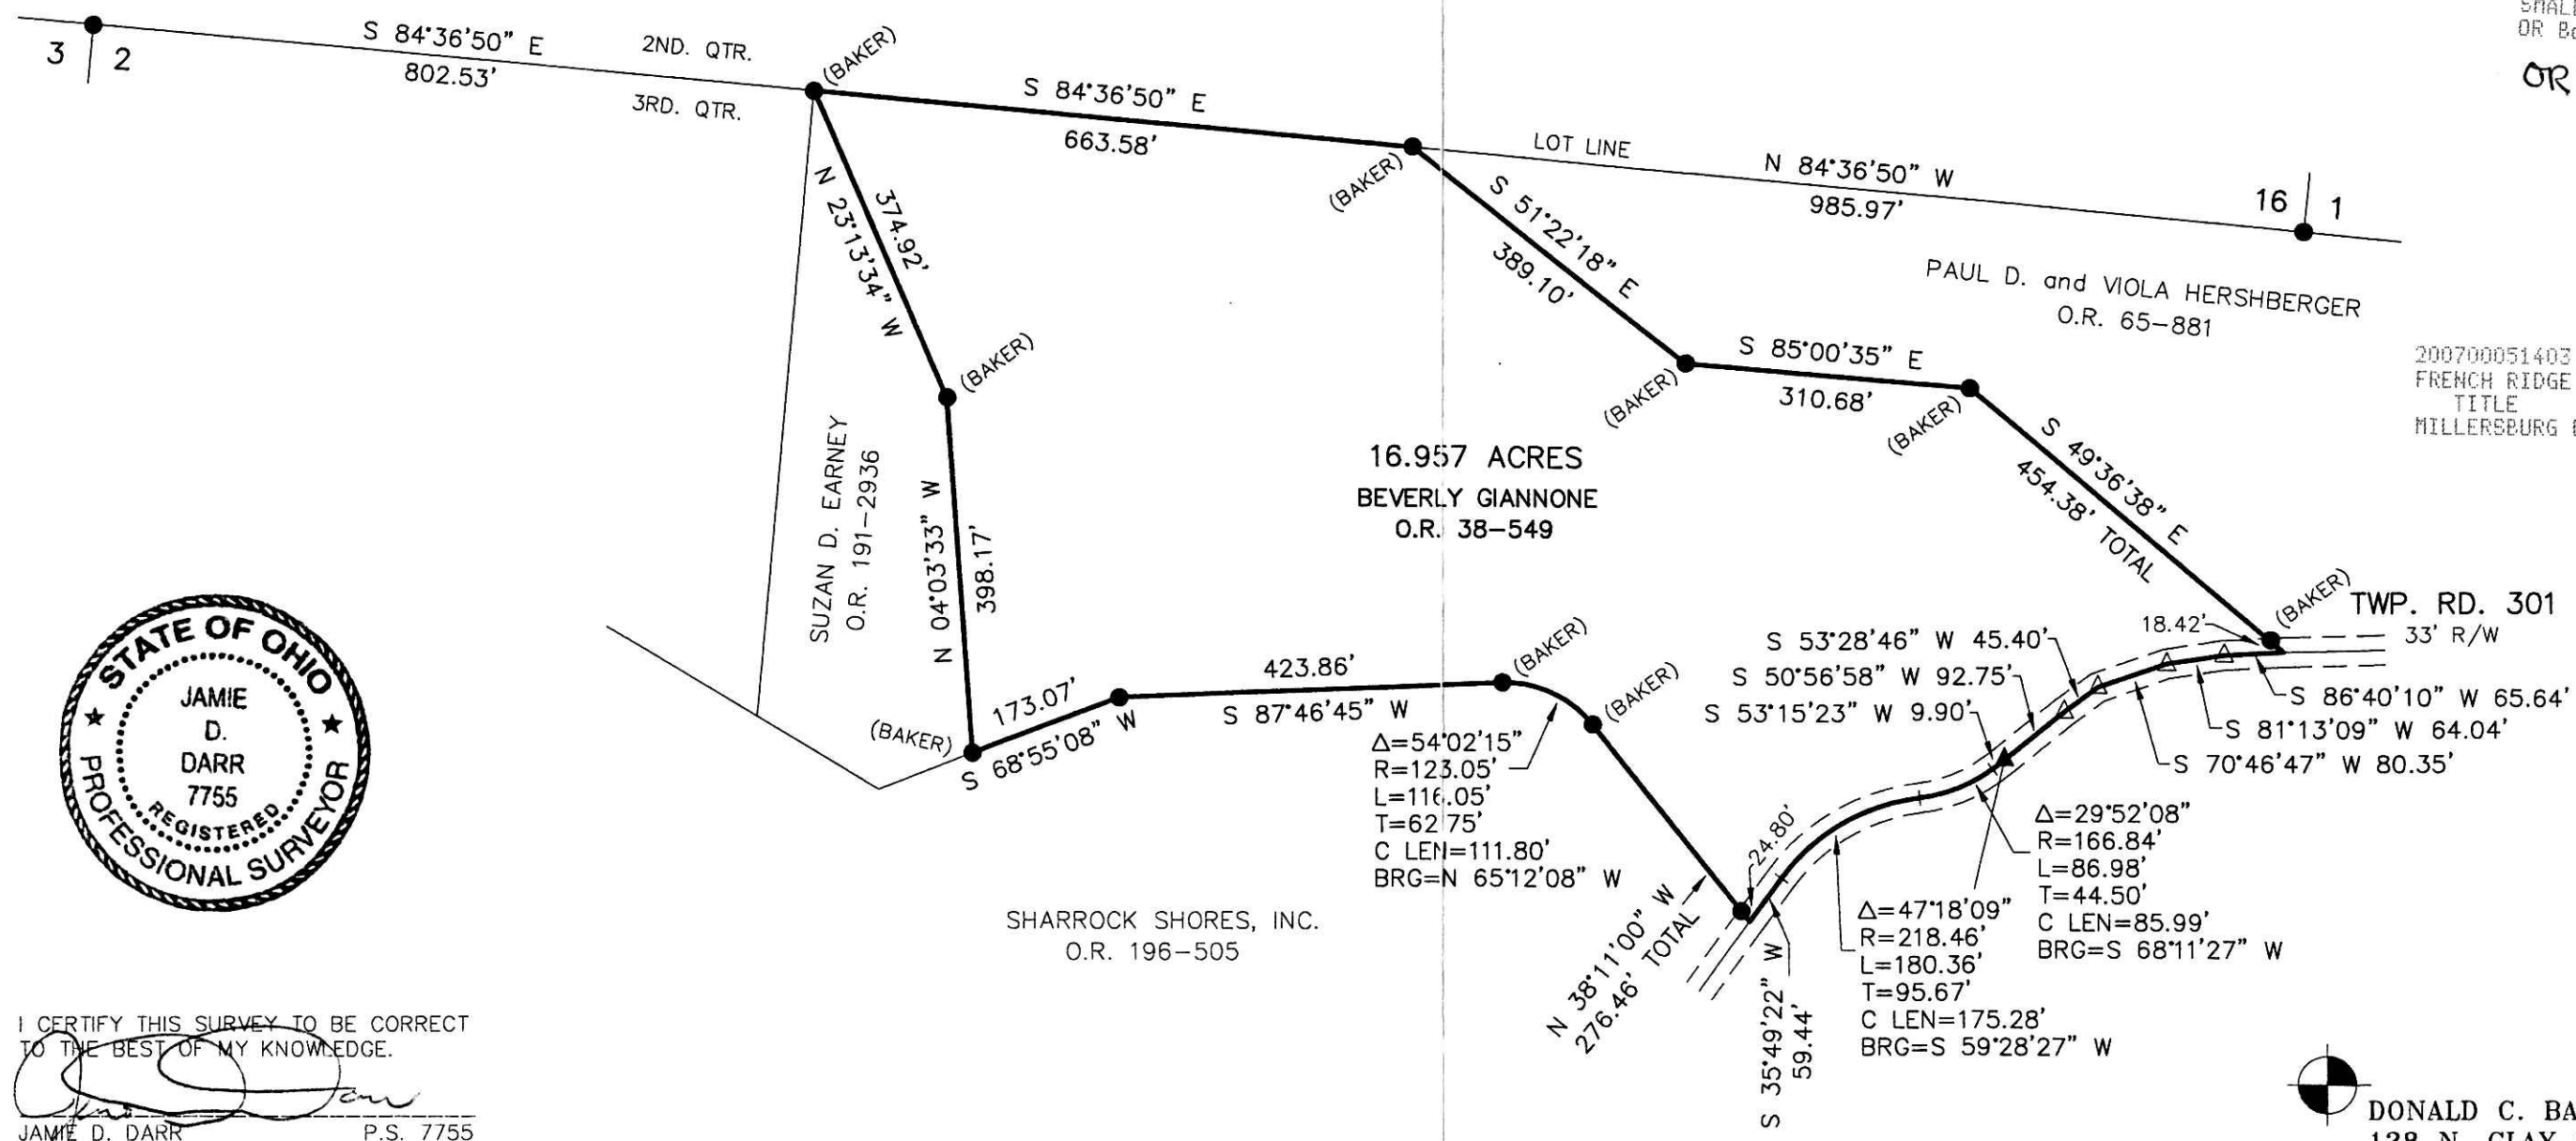 3 | 2
S 84°36'50" E
802.53'
2ND. QTR.
3RD. QTR.
(BAKER)
S 84°36'50" E
663.58'
(BAKER)
LOT LINE
N 84°36'50" W
985.97'
16 | 1
OR
PAUL D. and VIOLA HERSHBERGER
O.R. 65-881
200700051403
FRENCH RIDGE
TITLE
MILLERSBURG
N 23°13'34" W
374.92'
(BAKER)
S 51°22'18" E
389.10'
(BAKER)
S 85°00'35" E
310.68'
(BAKER)
S 49°36'38" E
454.38' TOTAL
(BAKER)
SUZAN D. EARNEY
O.R. 191-2936
N 04°03'33" W
398.17'
16.957 ACRES
BEVERLY GIANNONE
O.R. 38-549
TWP. RD. 301
33' R/W
18.42'
S 53°28'46" W 45.40'
S 50°56'58" W 92.75'
S 53°15'23" W 9.90'
S 86°40'10" W 65.64'
S 81°13'09" W 64.04'
S 70°46'47" W 80.35'
(BAKER)
173.07'
S 68°55'08" W
423.86'
S 87°46'45" W
(BAKER)
(BAKER)
Δ=54°02'15"
R=123.05'
L=116.05'
T=62.75'
C LEN=111.80'
BRG=N 65°12'08" W
24.80'
N 38°11'00" W
276.46' TOTAL
S 35°49'22" W
59.44'
Δ=47°18'09"
R=218.46'
L=180.36'
T=95.67'
C LEN=175.28'
BRG=S 59°28'27" W
Δ=29°52'08"
R=166.84'
L=86.98'
T=44.50'
C LEN=85.99'
BRG=S 68°11'27" W
SHARROCK SHORES, INC.
O.R. 196-505
STATE OF OHIO
JAMIE
D.
DARR
7755
REGISTERED
PROFESSIONAL SURVEYOR
I CERTIFY THIS SURVEY TO BE CORRECT
TO THE BEST OF MY KNOWLEDGE.
JAMIE D. DARR P.S. 7755
DONALD C.
138 N. CLAY